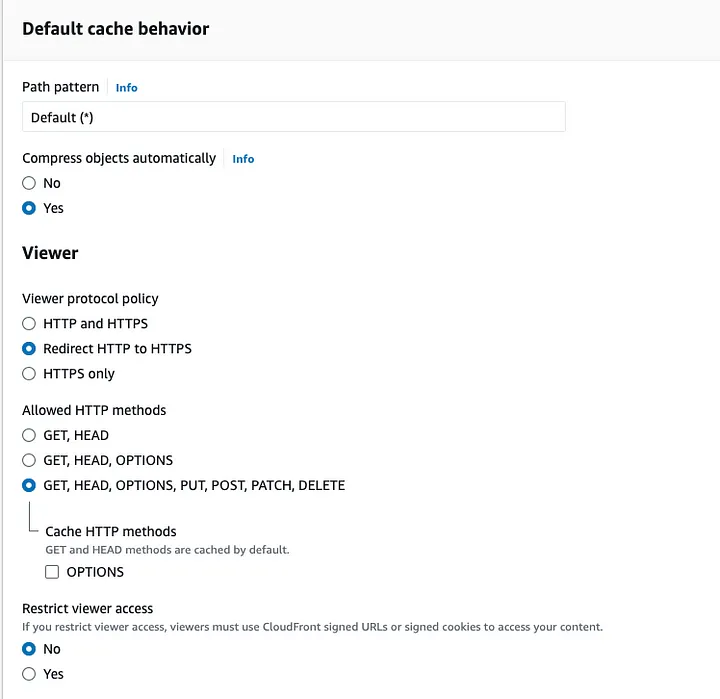 Default cache behavior
Path pattern Info
Default (*)
Compress objects automatically Info
No
Yes
Viewer
Viewer protocol policy
HTTP and HTTPS
Redirect HTTP to HTTPS
HTTPS only
Allowed HTTP methods
GET, HEAD
GET, HEAD, OPTIONS
GET, HEAD, OPTIONS, PUT, POST, PATCH, DELETE
Cache HTTP methods
GET and HEAD methods are cached by default.
OPTIONS
Restrict viewer access
If you restrict viewer access, viewers must use CloudFront signed URLs or signed cookies to access your content.
No
Yes